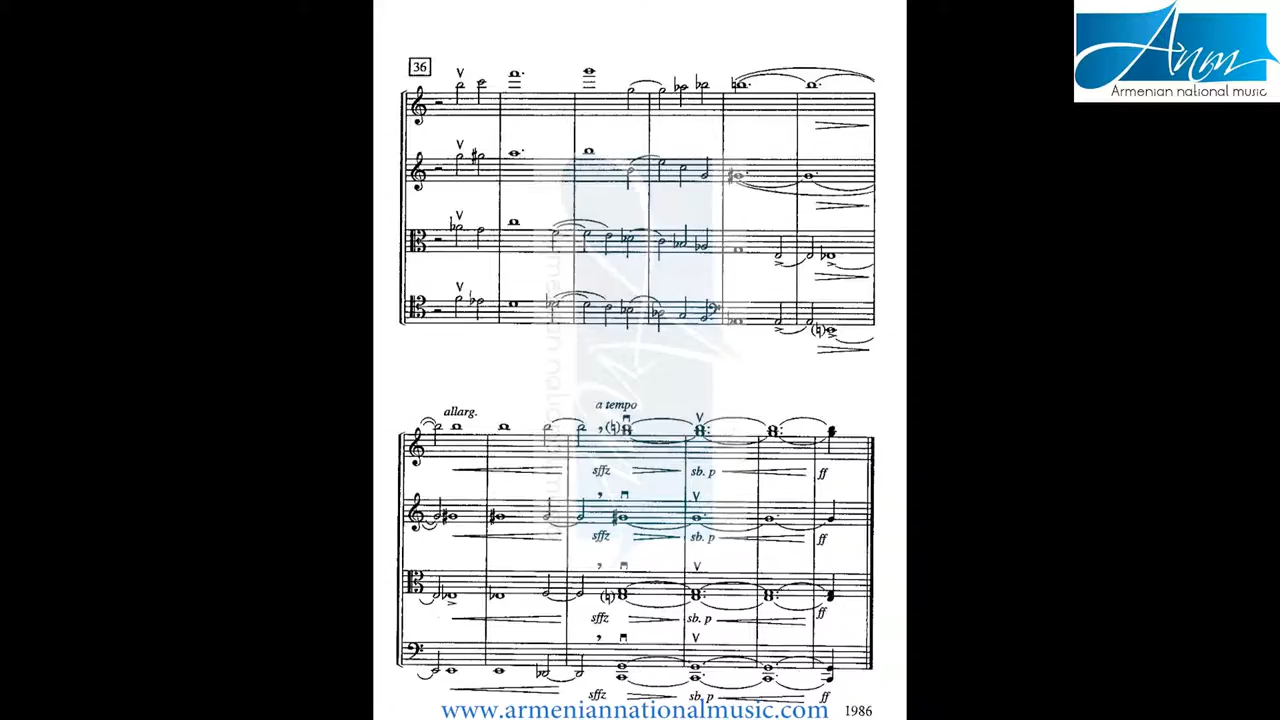 Anm
Armenian national music
36
allarg.
a tempo
sffz
sb. p
ff
sffz
sb. p
ff
sffz
sb. p
ff
sffz
sb. p
ff
www.armeniannationalmusic.com
1986